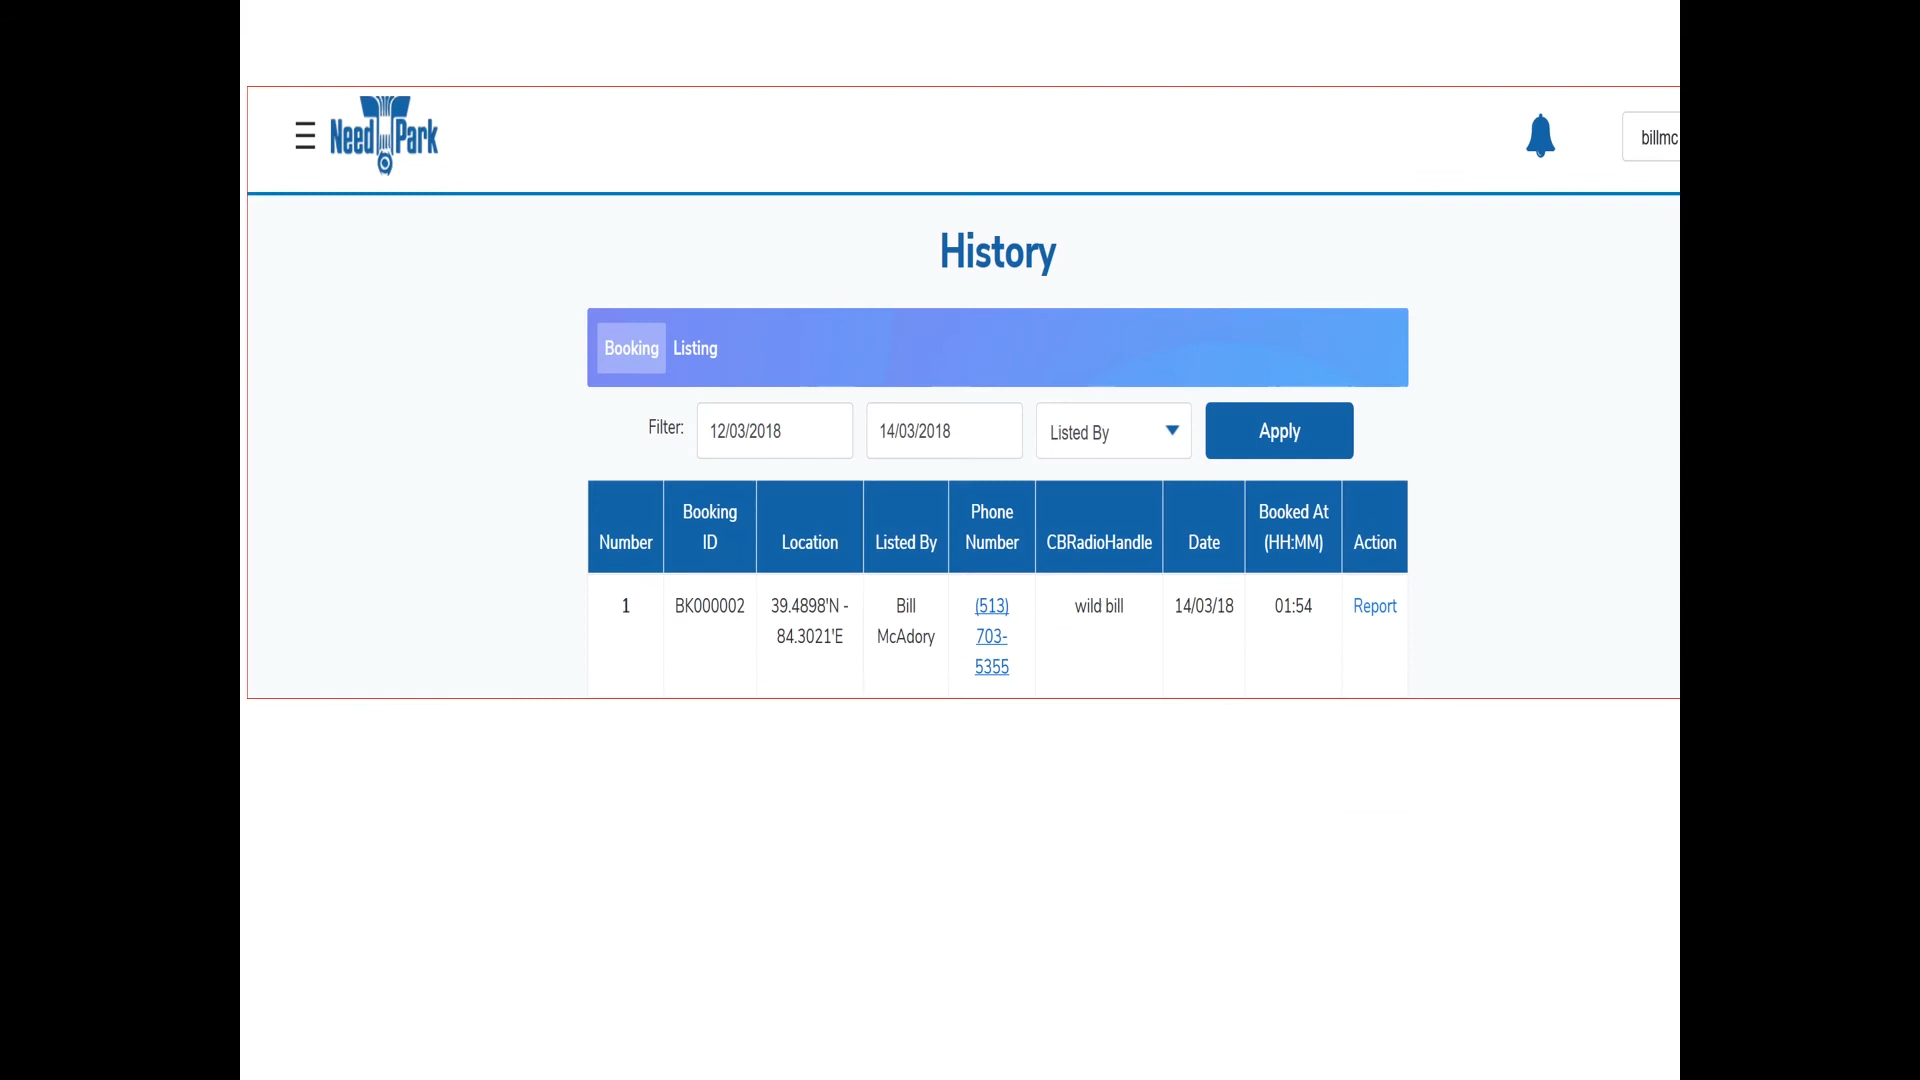 Need Park
billmc
History
Booking Listing
Filter: 12/03/2018 14/03/2018 Listed By Apply
Number Booking ID Location Listed By Phone Number CBRadioHandle Date Booked At (HH:MM) Action
1 BK000002 39.4898'N - Bill (513) wild bill 14/03/18 01:54 Report
84.3021'E McAdory 703-
5355